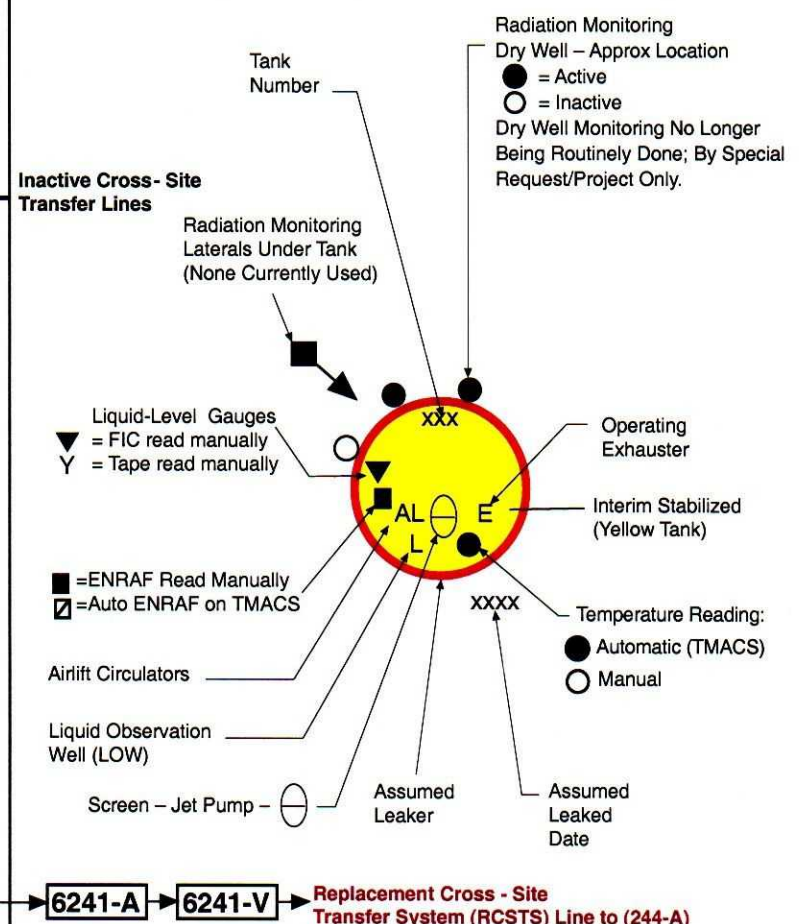 Radiation Monitoring
Dry Well – Approx Location
= Active
= Inactive
Dry Well Monitoring No Longer
Being Routinely Done; By Special
Request/Project Only.
Tank
Number
Inactive Cross- Site
Transfer Lines
Radiation Monitoring
Laterals Under Tank
(None Currently Used)
Liquid-Level Gauges
= FIC read manually
Y = Tape read manually
xxx
Operating
Exhauster
Interim Stabilized
(Yellow Tank)
AL E
L
=ENRAF Read Manually
=Auto ENRAF on TMACS
xxxx
Temperature Reading:
Automatic (TMACS)
Manual
Airlift Circulators
Liquid Observation
Well (LOW)
Screen – Jet Pump –
Assumed
Leaker
Assumed
Leaked
Date
6241-A 6241-V Replacement Cross - Site
Transfer System (RCSTS) Line to (244-A)